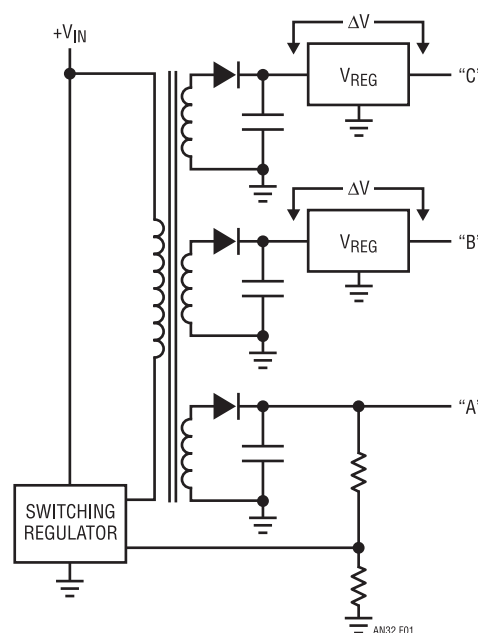 +VIN
ΔV
VREG
"C"
ΔV
VREG
"B"
"A"
SWITCHING
REGULATOR
AN32 F01